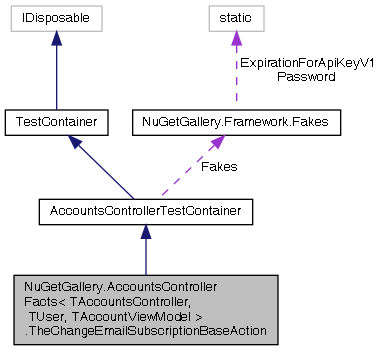 IDisposable
static
ExpirationForApiKeyV1
Password
TestContainer
NuGetGallery.Framework.Fakes
Fakes
AccountsControllerTestContainer
NuGetGallery.AccountsController
Facts< TAccountsController,
TUser, TAccountViewModel >
.TheChangeEmailSubscriptionBaseAction